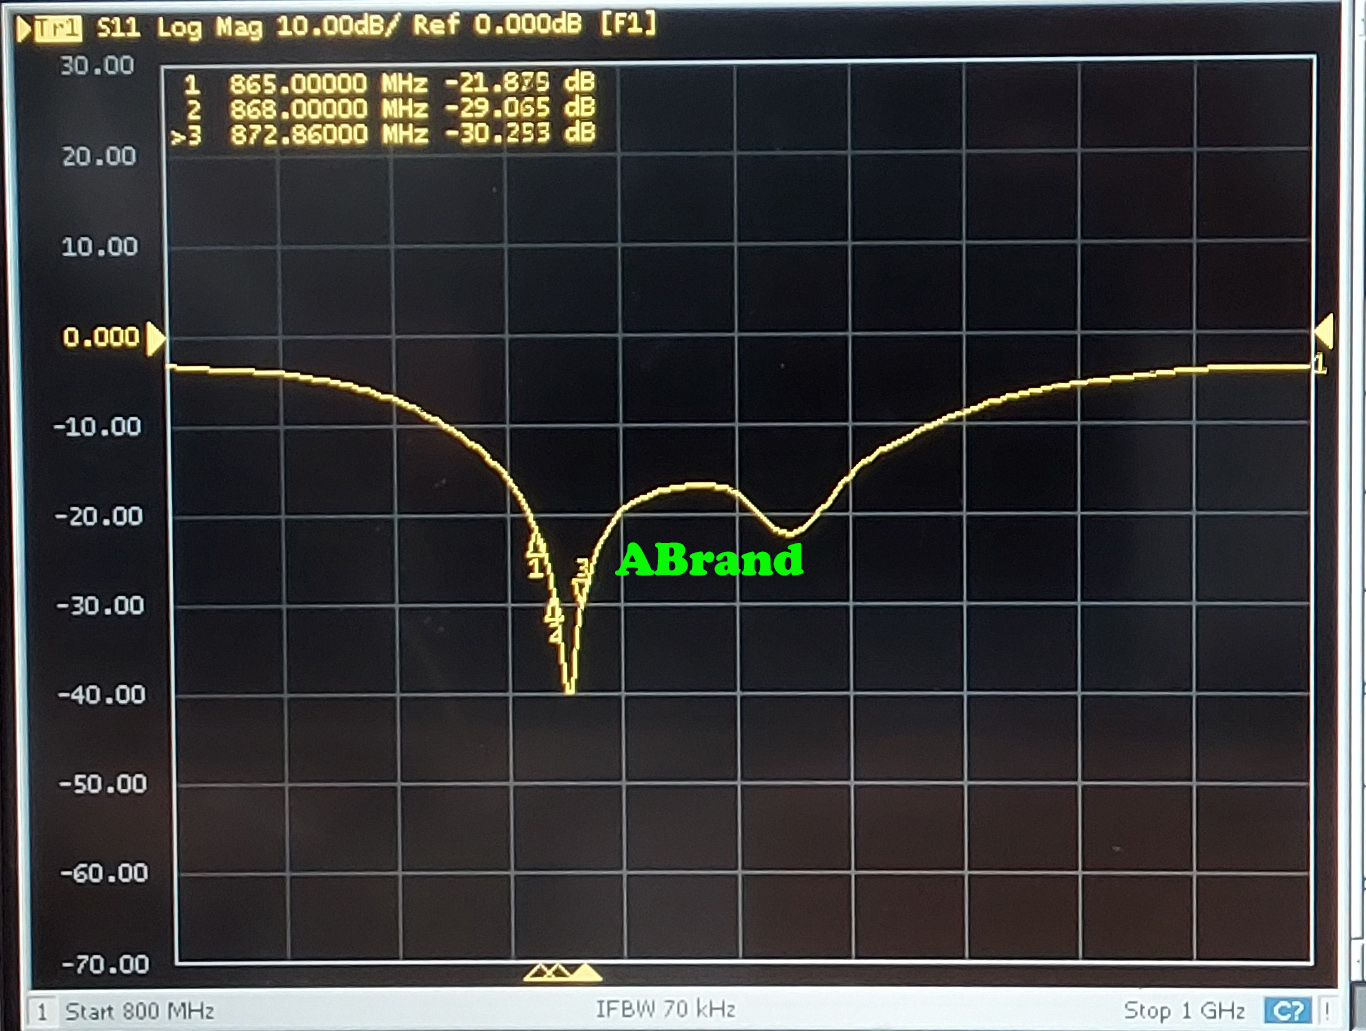 Tr1 S11 Log Mag 10.00dB/ Ref 0.000dB [F1]
30.00
1 865.00000 MHz -21.875 dB
2 868.00000 MHz -29.065 dB
>3 872.86000 MHz -30.253 dB
20.00
10.00
0.000
1
-10.00
-20.00
ABrand
1
3
-30.00
2
-40.00
-50.00
-60.00
-70.00
1 Start 800 MHz IFBW 70 kHz Stop 1 GHz C? !